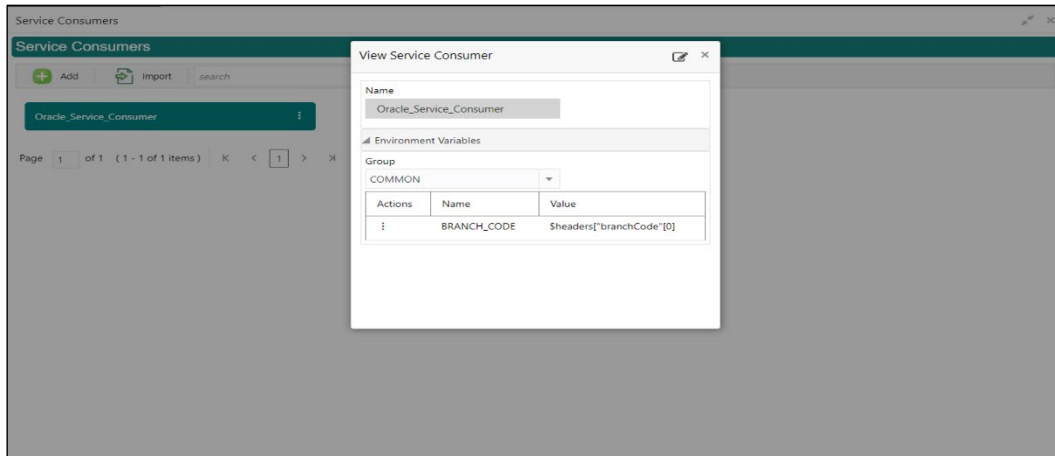 Service Consumers
Service Consumers
Add Import search
Oracle_Service_Consumer
Page 1 of 1 (1 - 1 of 1 items) K < 1 > >|
View Service Consumer
Name
Oracle_Service_Consumer
Environment Variables
Group
COMMON
Actions Name Value
BRANCH_CODE $headers["branchCode"[0]